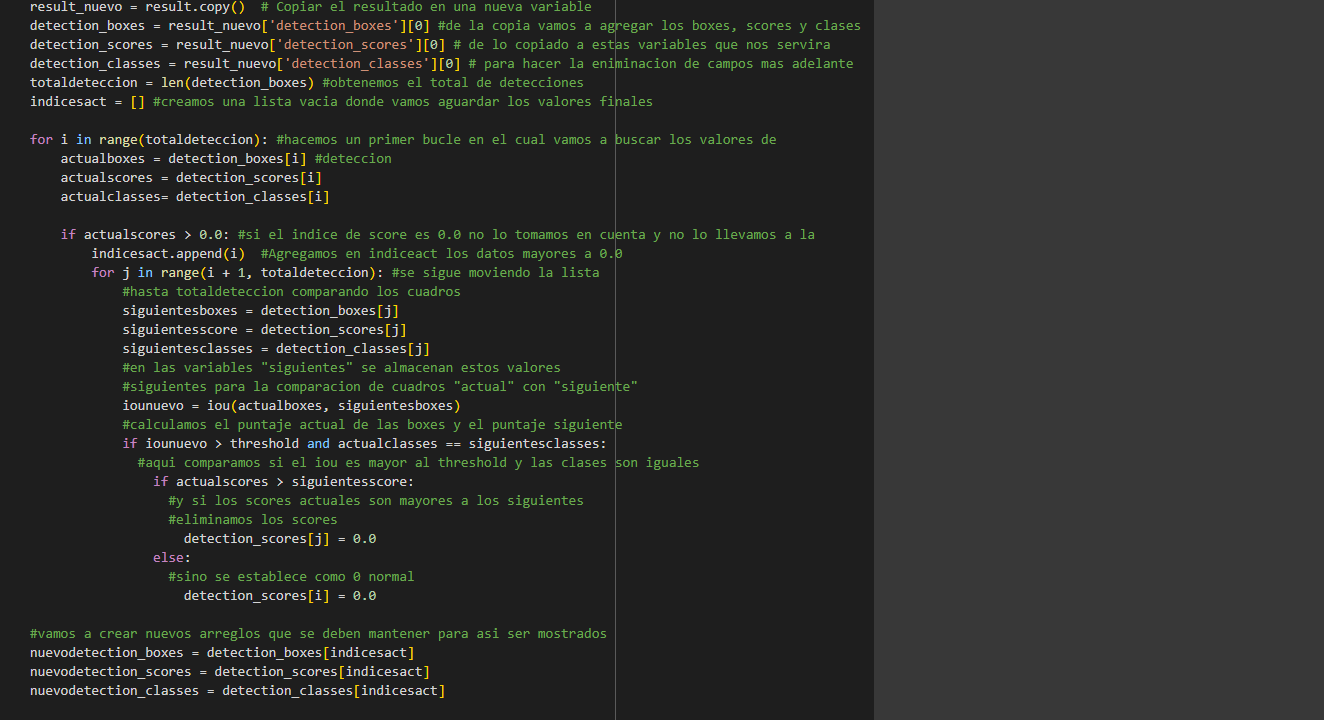 result_nuevo = result.copy()  # Copiar el resultado en una nueva variable
detection_boxes = result_nuevo['detection_boxes'][0] #de la copia vamos a agregar los boxes, scores y clases
detection_scores = result_nuevo['detection_scores'][0] # de lo copiado a estas variables que nos servira
detection_classes = result_nuevo['detection_classes'][0] # para hacer la eniminacion de campos mas adelante
totaldeteccion = len(detection_boxes) #obtenemos el total de detecciones
indicesact = [] #creamos una lista vacia donde vamos aguardar los valores finales
for i in range(totaldeteccion): #hacemos un primer bucle en el cual vamos a buscar los valores de
    actualboxes = detection_boxes[i] #deteccion
    actualscores = detection_scores[i]
    actualclasses= detection_classes[i]
    if actualscores > 0.0: #si el indice de score es 0.0 no lo tomamos en cuenta y no lo llevamos a la
        indicesact.append(i)  #Agregamos en indiceact los datos mayores a 0.0
        for j in range(i + 1, totaldeteccion): #se sigue moviendo la lista
            #hasta totaldeteccion comparando los cuadros
            siguientesboxes = detection_boxes[j]
            siguientesscore = detection_scores[j]
            siguientesclasses = detection_classes[j]
            #en las variables "siguientes" se almacenan estos valores
            #siguientes para la comparacion de cuadros "actual" con "siguiente"
            iounuevo = iou(actualboxes, siguientesboxes)
            #calculamos el puntaje actual de las boxes y el puntaje siguiente
            if iounuevo > threshold and actualclasses == siguientesclasses:
              #aqui comparamos si el iou es mayor al threshold y las clases son iguales
                if actualscores > siguientesscore:
                  #y si los scores actuales son mayores a los siguientes
                  #eliminamos los scores
                    detection_scores[j] = 0.0
                else:
                  #sino se establece como 0 normal
                    detection_scores[i] = 0.0
#vamos a crear nuevos arreglos que se deben mantener para asi ser mostrados
nuevodetection_boxes = detection_boxes[indicesact]
nuevodetection_scores = detection_scores[indicesact]
nuevodetection_classes = detection_classes[indicesact]